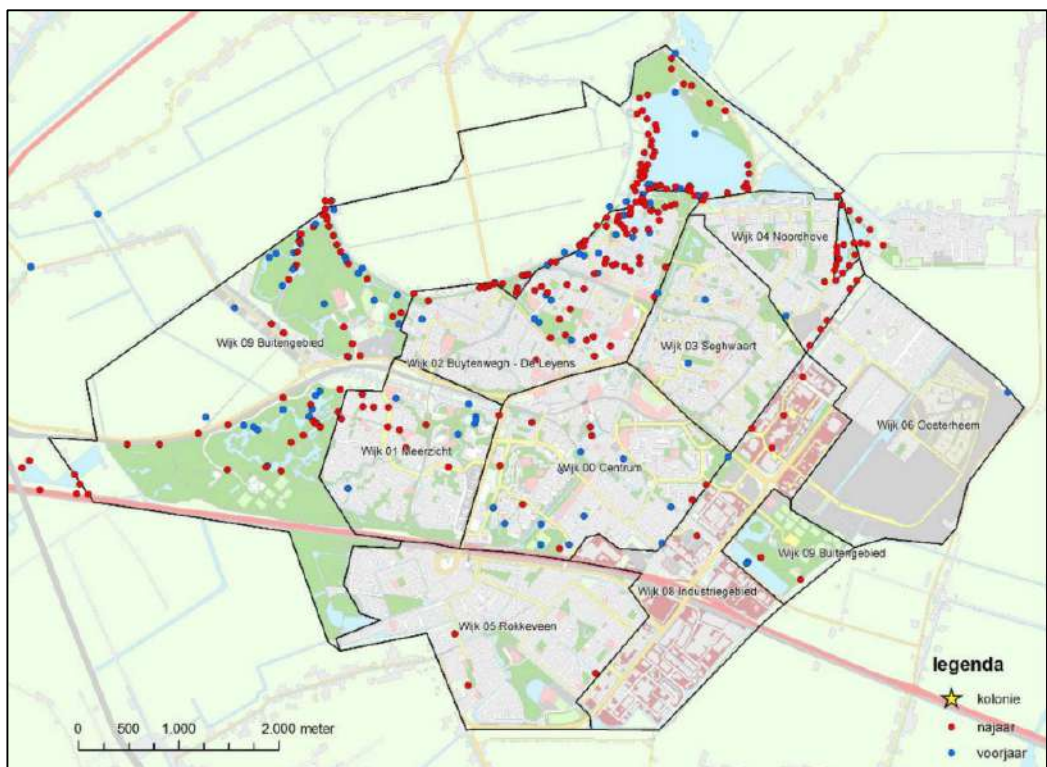 Wijk 04 Noordhove
Wijk 09 Buitengebied
Wijk 02 Buytenwegh - De Leyens
Wijk 03 Seghwaert
Wijk 06 Oosterheem
Wijk 01 Meerzicht
Wijk 00 Centrum
Wijk 09 Buitengebied
Wijk 08 Industriegebied
Wijk 05 Rokkeveen
legenda
kolonie
najaar
voorjaar
0 500 1.000 2.000 meter